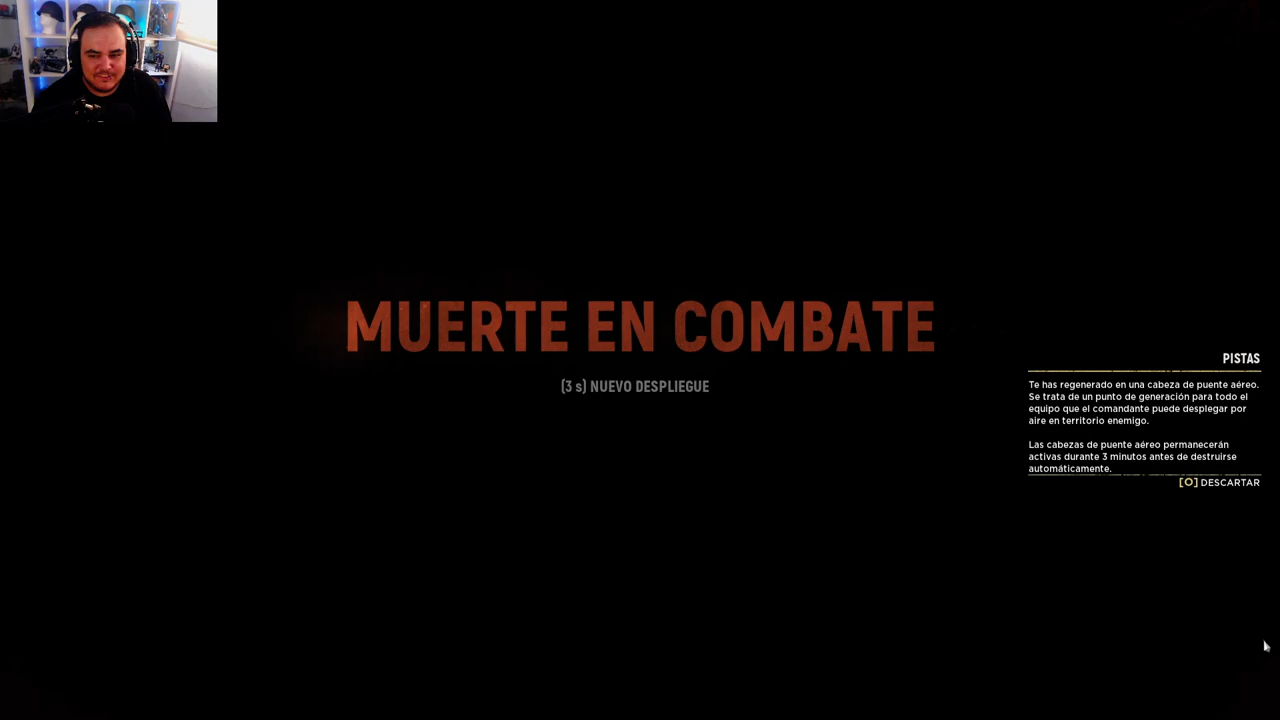 MUERTE EN COMBATE
(3 s) NUEVO DESPLIEGUE
PISTAS
Te has regenerado en una cabeza de puente aéreo.
Se trata de un punto de generación para todo el
equipo que el comandante puede desplegar por
aire en territorio enemigo.
Las cabezas de puente aéreo permanecerán
activas durante 3 minutos antes de destruirse
automáticamente.
[O] DESCARTAR